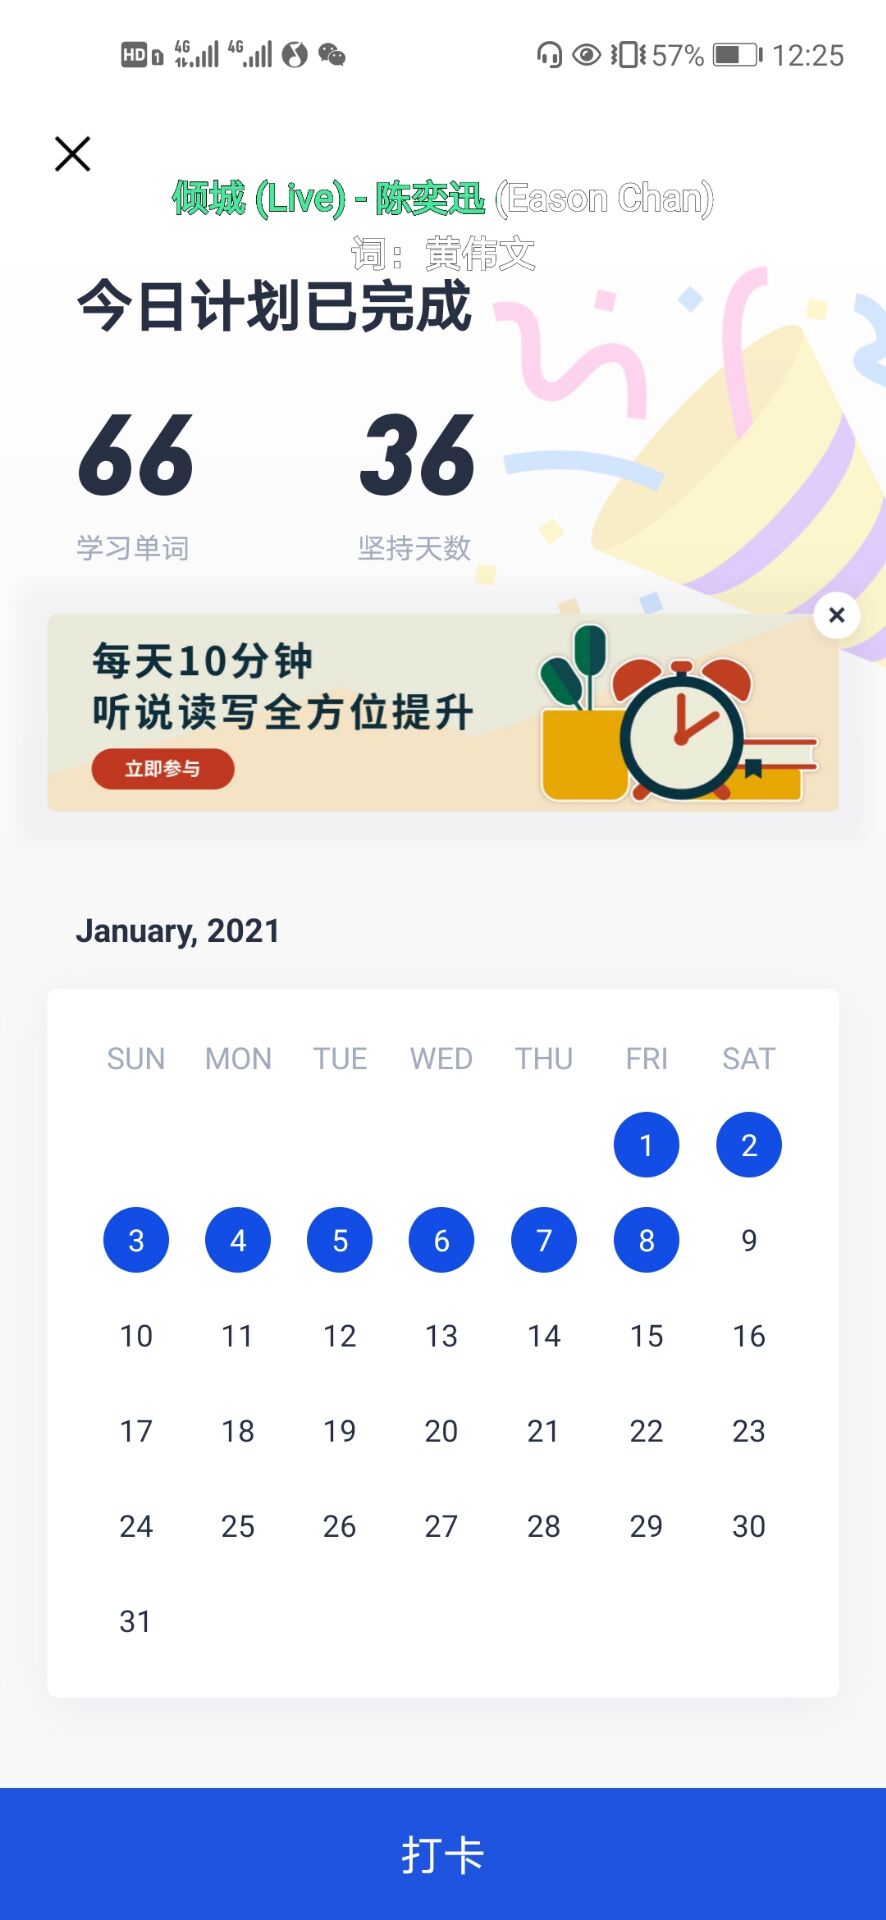 HD 1 4G 4G 57% 12:25
倾城 (Live) - 陈奕迅 (Eason Chan)
词：黄伟文
今日计划已完成
66 36
学习单词 坚持天数
每天10分钟
听说读写全方位提升
立即参与
January, 2021
SUN MON TUE WED THU FRI SAT
1 2
3 4 5 6 7 8 9
10 11 12 13 14 15 16
17 18 19 20 21 22 23
24 25 26 27 28 29 30
31
打卡